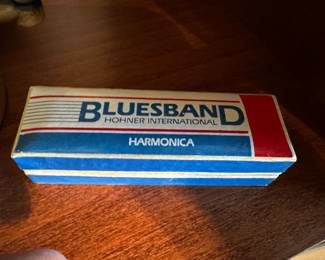 BLUESBAND
HOHNER INTERNATIONAL
HARMONICA